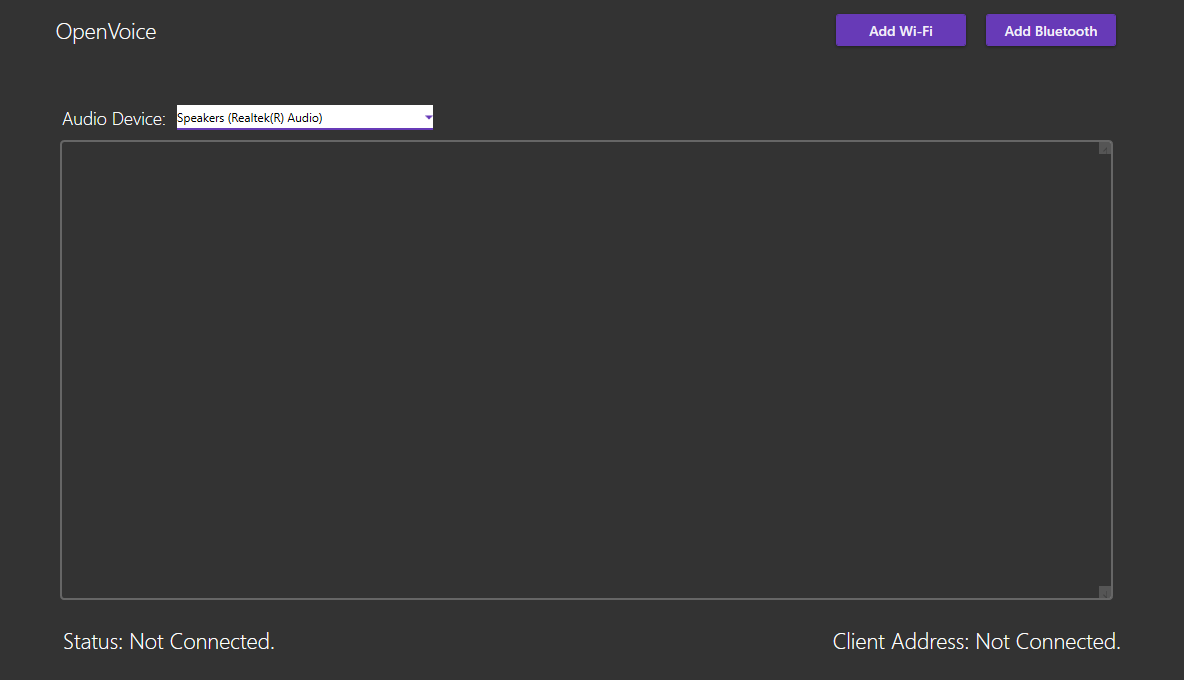 OpenVoice
Add Wi-Fi
Add Bluetooth
Audio Device:
Speakers (Realtek(R) Audio)
Status: Not Connected.
Client Address: Not Connected.